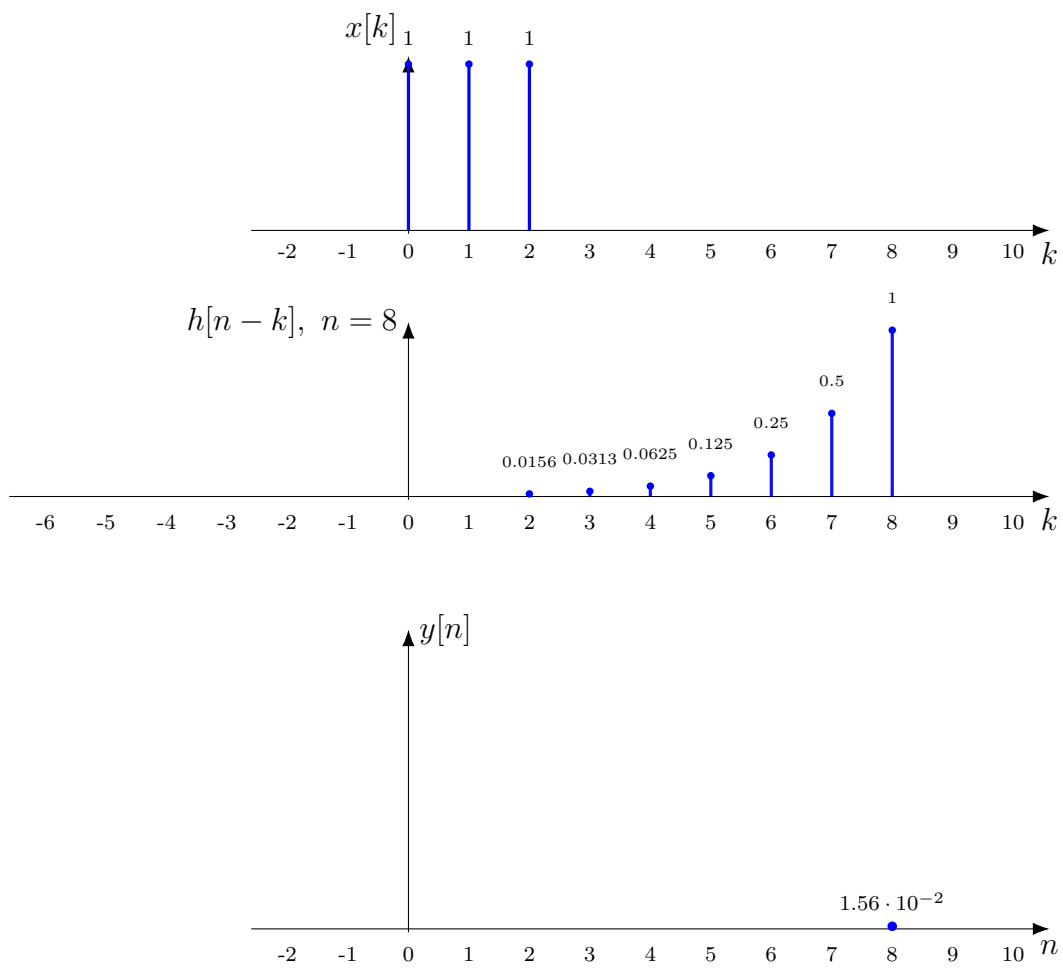 x[k]
1 1 1
-2 -1 0 1 2 3 4 5 6 7 8 9 10
k
h[n − k], n = 8
0.0156 0.0313 0.0625 0.125 0.25 0.5 1
-6 -5 -4 -3 -2 -1 0 1 2 3 4 5 6 7 8 9 10
k
y[n]
1.56 · 10⁻²
-2 -1 0 1 2 3 4 5 6 7 8 9 10
n